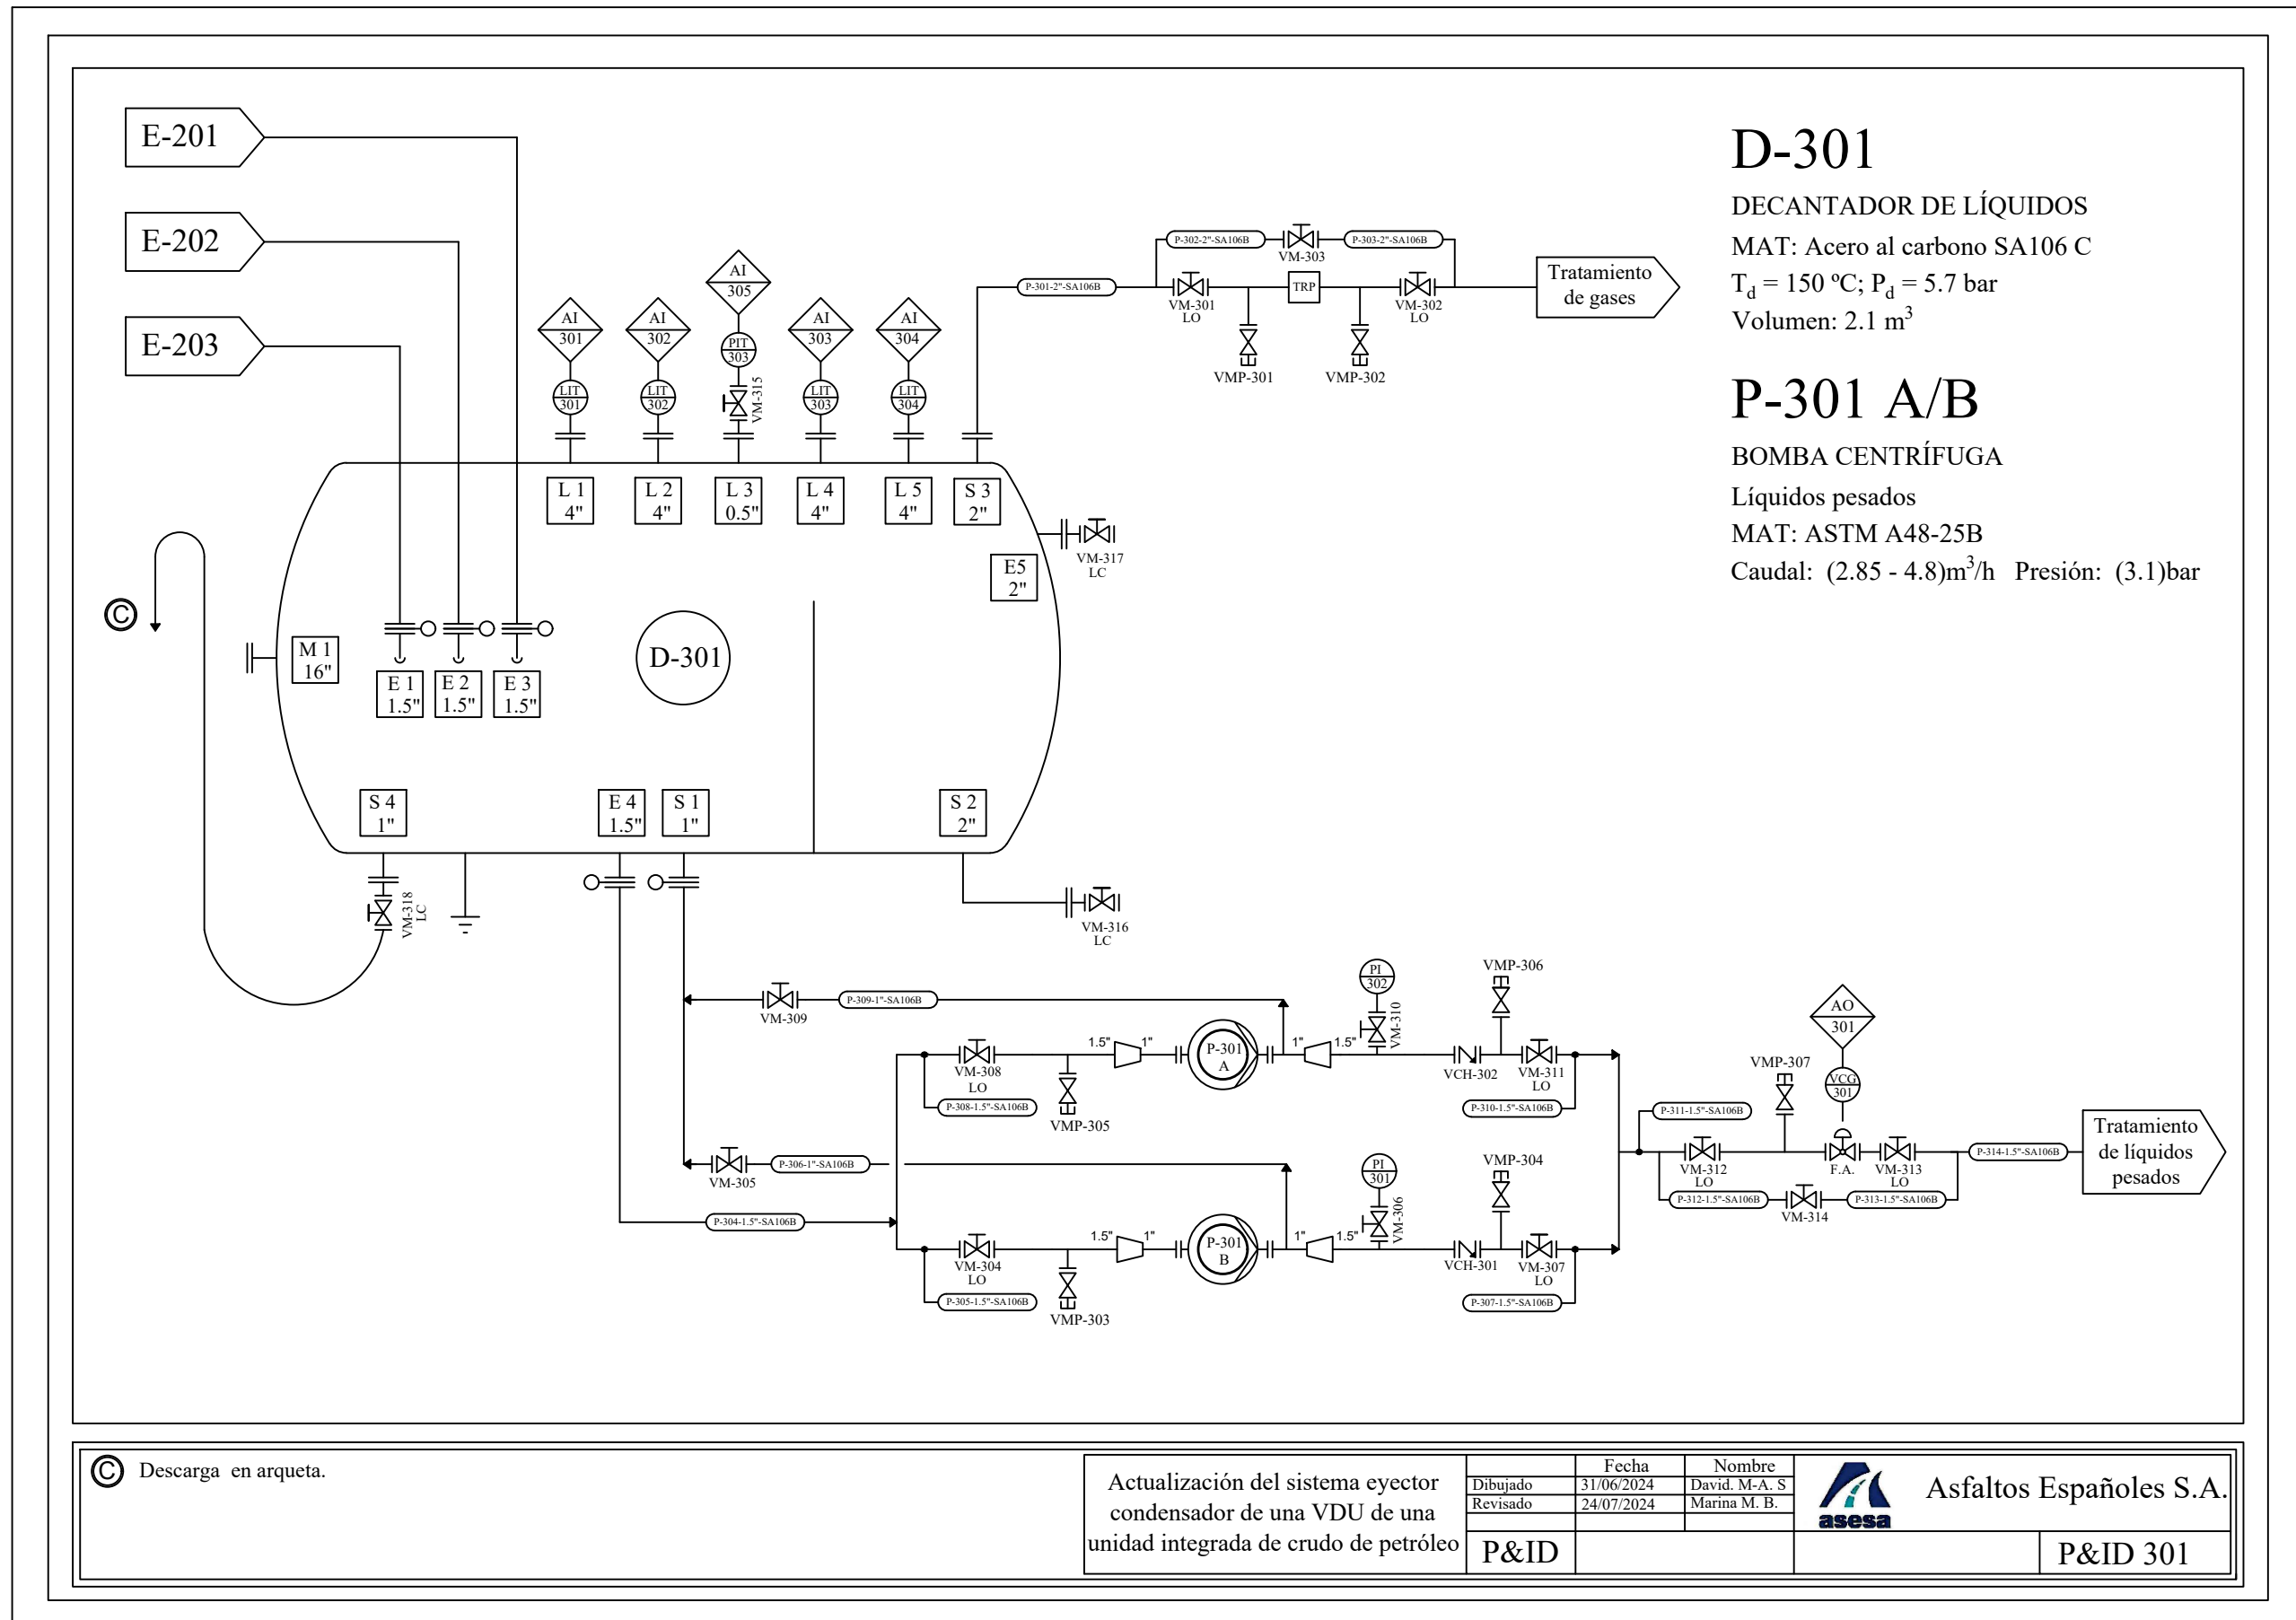 E-201
E-202
E-203
D-301
DECANTADOR DE LÍQUIDOS
MAT: Acero al carbono SA106 C
Td = 150 ºC; Pd = 5.7 bar
Volumen: 2.1 m³
P-301 A/B
BOMBA CENTRÍFUGA
Líquidos pesados
MAT: ASTM A48-25B
Caudal: (2.85 - 4.8)m³/h Presión: (3.1)bar
AI
301
AI
302
AI
305
AI
303
AI
304
LIT
301
LIT
302
PIT
303
VM-315
LIT
303
LIT
304
P-301-2"-SA106B
P-302-2"-SA106B
VM-303
P-303-2"-SA106B
VM-301
LO
TRP
VM-302
LO
VMP-301
VMP-302
Tratamiento
de gases
L 1
4"
L 2
4"
L 3
0.5"
L 4
4"
L 5
4"
S 3
2"
E5
2"
VM-317
LC
©
M 1
16"
E 1
1.5"
E 2
1.5"
E 3
1.5"
D-301
S 4
1"
E 4
1.5"
S 1
1"
S 2
2"
VM-318
LC
VM-316
LC
VM-309
P-309-1"-SA106B
VM-308
LO
P-308-1.5"-SA106B
VMP-305
1.5"
1"
P-301
A
1"
1.5"
PI
302
VM-310
VCH-302
VMP-306
VM-311
LO
P-310-1.5"-SA106B
VM-305
P-306-1"-SA106B
P-304-1.5"-SA106B
VM-304
LO
P-305-1.5"-SA106B
VMP-303
1.5"
1"
P-301
B
1"
1.5"
PI
301
VM-306
VCH-301
VMP-304
VM-307
LO
P-307-1.5"-SA106B
P-311-1.5"-SA106B
VM-312
LO
VMP-307
AO
301
VCG
301
F.A.
VM-313
LO
P-312-1.5"-SA106B
VM-314
P-313-1.5"-SA106B
P-314-1.5"-SA106B
Tratamiento
de líquidos
pesados
© Descarga en arqueta.
Actualización del sistema eyector
condensador de una VDU de una
unidad integrada de crudo de petróleo
Fecha Nombre
Dibujado 31/06/2024 David. M-A. S
Revisado 24/07/2024 Marina M. B.
P&ID
asesa
Asfaltos Españoles S.A.
P&ID 301